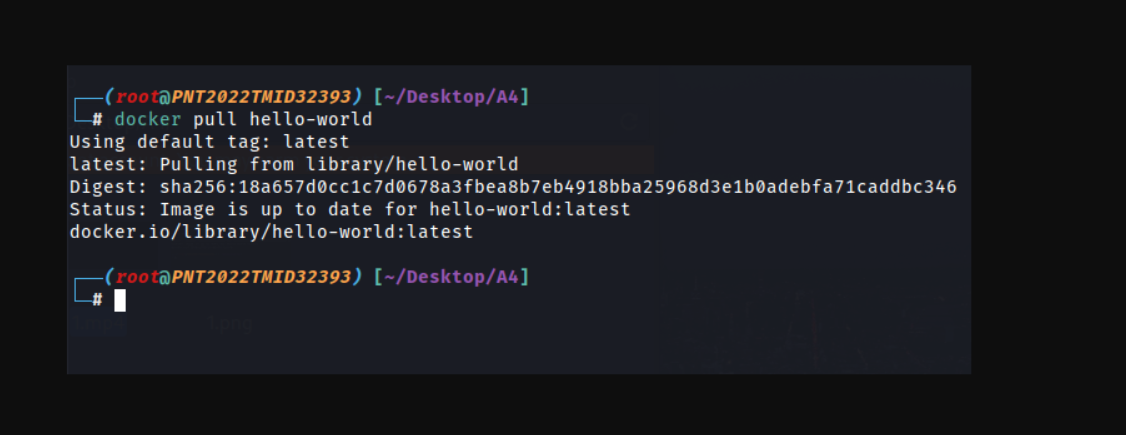 ┌──(root@PNT2022TMID32393) [~/Desktop/A4]
└─# docker pull hello-world
Using default tag: latest
latest: Pulling from library/hello-world
Digest: sha256:18a657d0cc1c7d0678a3fbea8b7eb4918bba25968d3e1b0adebfa71caddbc346
Status: Image is up to date for hello-world:latest
docker.io/library/hello-world:latest
┌──(root@PNT2022TMID32393) [~/Desktop/A4]
└─#